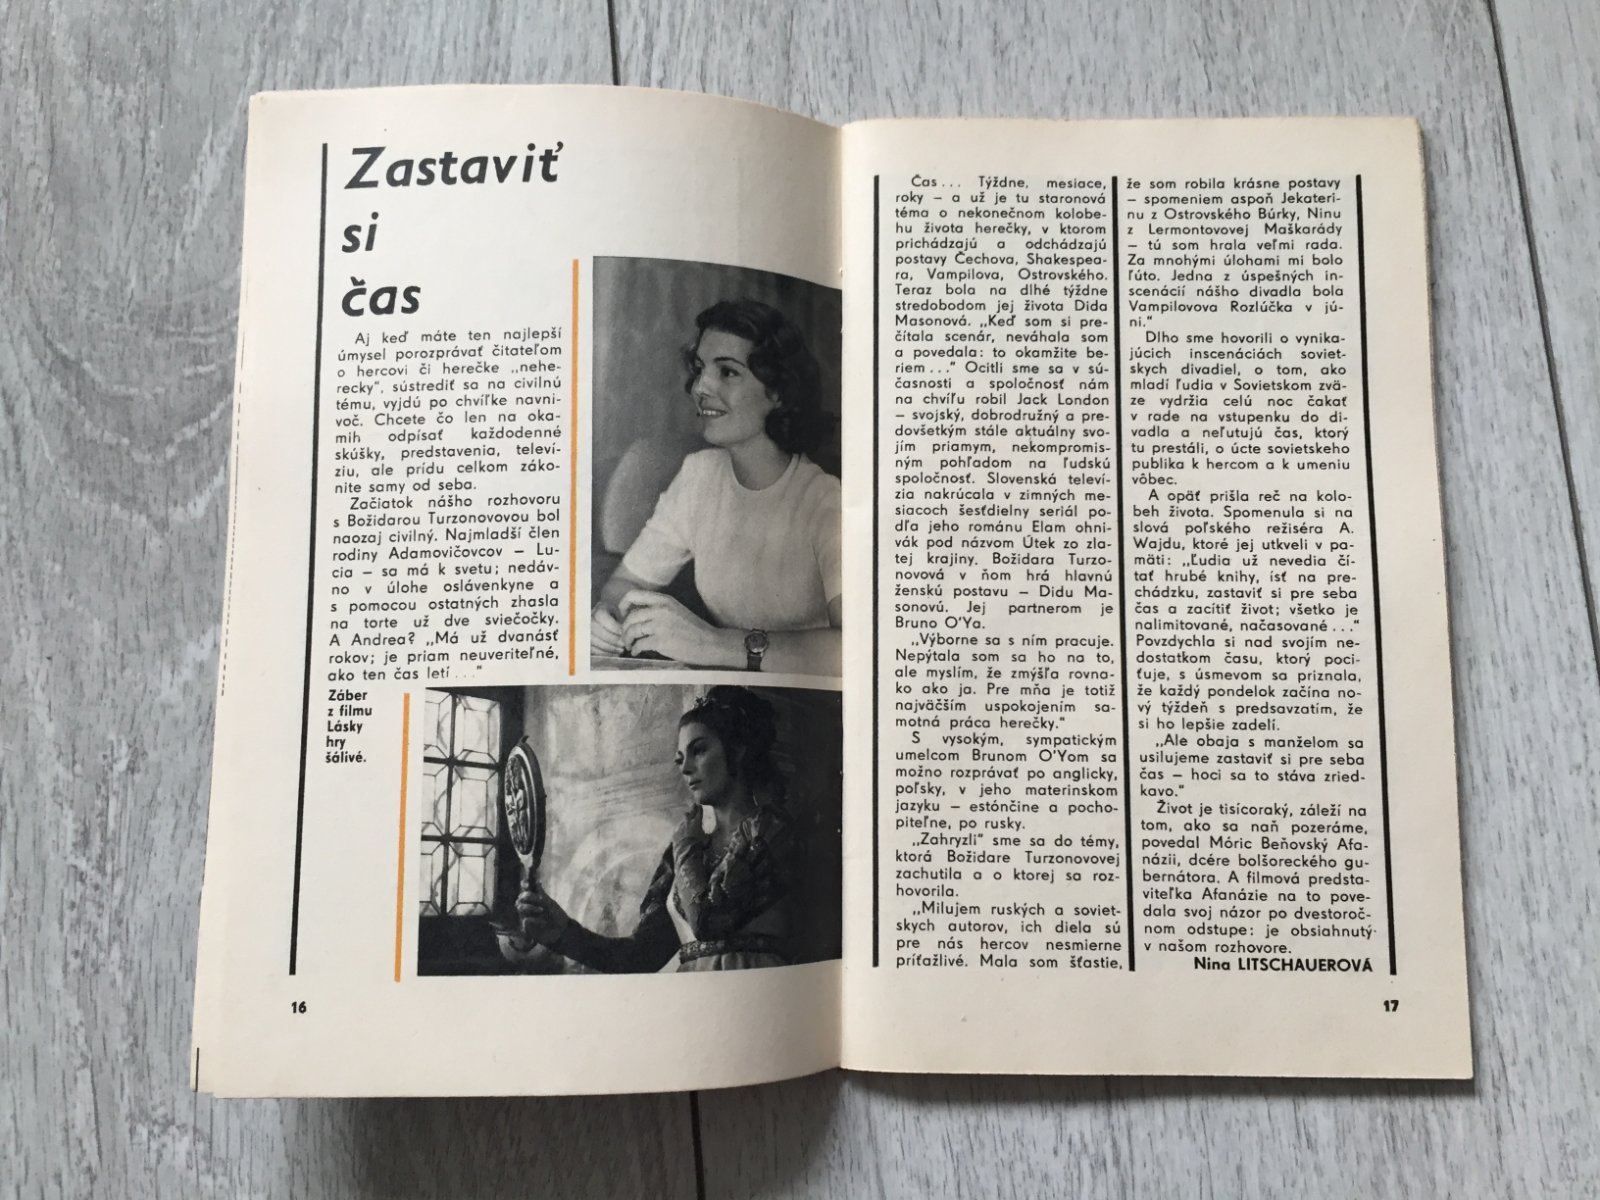 Zastaviť
si
čas
Aj keď máte ten najlepší
úmysel porozprávať čitateľom
o hercovi či herečke „nehe-
recky“, sústrediť sa na civilnú
tému, vyjdú po chvíľke navni-
voč. Chcete čo len na oka-
mih odpísať každodenné
skúšky, predstavenia, televí-
ziu, ale prídu celkom záko-
nite samy od seba.
Začiatok nášho rozhovoru
s Božidarou Turzonovovou bol
naozaj civilný. Najmladší člen
rodiny Adamovičovcov – Lu-
cia – sa má k svetu; nedáv-
no v úlohe oslávenkyne a
s pomocou ostatných zhasla
na torte už dve sviečočky.
A Andrea? „Má už dvanásť
rokov; je priam neuveriteľné,
ako ten čas letí ...“
Záber
z filmu
Lásky
hry
šálivé.
16
Čas ... Týždne, mesiace,
roky – a už je tu staronová
téma o nekonečnom kolobe-
hu života herečky, v ktorom
prichádzajú a odchádzajú
postavy Čechova, Shakespea-
ra, Vampilova, Ostrovského.
Teraz bola na dlhé týždne
stredobodom jej života Dida
Masonová. „Keď som si pre-
čítala scenár, neváhala som
a povedala: to okamžite be-
riem ...“ Ocitli sme sa v sú-
časnosti a spoločnosť nám
na chvíľu robil Jack London
– svojský, dobrodružný a pre-
dovšetkým stále aktuálny svo-
jím priamym, nekompromis-
ným pohľadom na ľudskú
spoločnosť. Slovenská televí-
zia nakrúcala v zimných me-
siacoch šesťdielny seriál po-
dľa jeho románu Elam ohni-
vák pod názvom Útek zo zla-
tej krajiny. Božidara Turzo-
novová v ňom hrá hlavnú
ženskú postavu – Didu Ma-
sonovú. Jej partnerom je
Bruno O'Ya.
„Výborne sa s ním pracuje.
Nepýtala som sa ho na to,
ale myslím, že zmýšľa rovna-
ko ako ja. Pre mňa je totiž
najväčším uspokojením sa-
motná práca herečky.“
S vysokým, sympatickým
umelcom Brunom O'Yom sa
možno rozprávať po anglicky,
poľsky, v jeho materinskom
jazyku – estónčine a pocho-
piteľne, po rusky.
„Zahryzli“ sme sa do témy,
ktorá Božidare Turzonovovej
zachutila a o ktorej sa roz-
hovorila.
„Milujem ruských a soviet-
skych autorov, ich diela sú
pre nás hercov nesmierne
príťažlivé. Mala som šťastie,
že som robila krásne postavy
– spomeniem aspoň Jekateri-
nu z Ostrovského Búrky, Ninu
z Lermontovovej Maškarády
– tú som hrala veľmi rada.
Za mnohými úlohami mi bolo
ľúto. Jedna z úspešných in-
scenácií nášho divadla bola
Vampilovova Rozlúčka v jú-
ni.“
Dlho sme hovorili o vynika-
júcich inscenáciách soviet-
skych divadiel, o tom, ako
mladí ľudia v Sovietskom zvä-
ze vydržia celú noc čakať
v rade na vstupenku do di-
vadla a neľutujú čas, ktorý
tu prestáli, o úcte sovietskeho
publika k hercom a k umeniu
vôbec.
A opäť prišla reč na kolo-
beh života. Spomenula si na
slová poľského režiséra A.
Wajdu, ktoré jej utkveli v pa-
mäti: „Ľudia už nevedia čí-
tať hrubé knihy, ísť na pre-
chádzku, zastaviť si pre seba
čas a zacítiť život; všetko je
nalimitované, načasované ...“
Povzdychla si nad svojím ne-
dostatkom času, ktorý poci-
ťuje, s úsmevom sa priznala,
že každý pondelok začína no-
vý týždeň s predsavzatím, že
si ho lepšie zadelí.
„Ale obaja s manželom sa
usilujeme zastaviť si pre seba
čas – hoci sa to stáva zried-
kavo.“
Život je tisícoraký, záleží na
tom, ako sa naň pozeráme,
povedal Móric Beňovský Afa-
názii, dcére bolšoreckého gu-
bernátora. A filmová predsta-
viteľka Afanázie na to pove-
dala svoj názor po dvestoroč-
nom odstupe: je obsiahnutý
v našom rozhovore.
Nina LITSCHAUEROVÁ
17